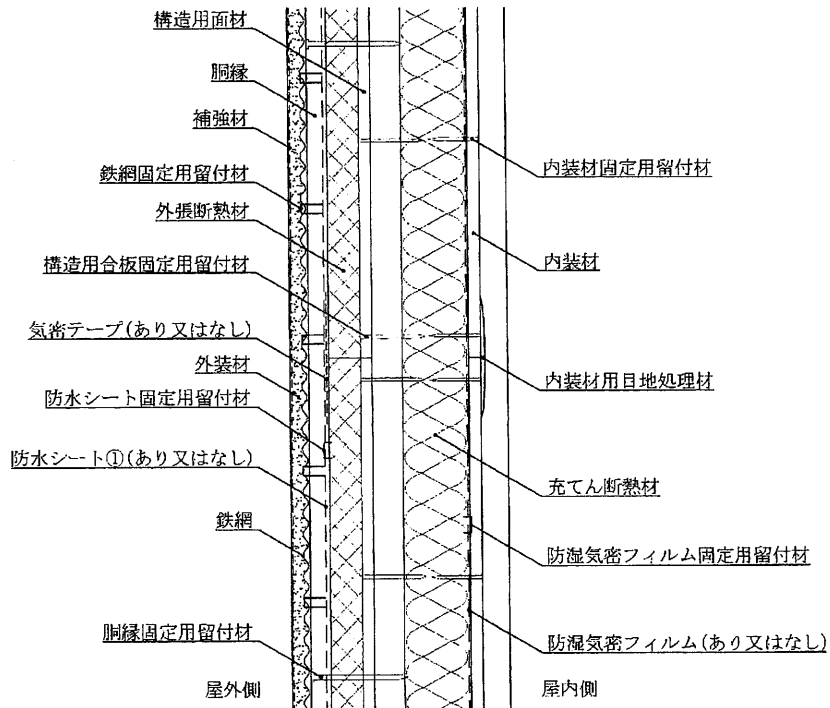 構造用面材
胴縁
補強材
鉄網固定用留付材
外張断熱材
構造用合板固定用留付材
気密テープ(あり又はなし)
外装材
防水シート固定用留付材
防水シート①(あり又はなし)
鉄網
胴縁固定用留付材
屋外側
内装材固定用留付材
内装材
内装材用目地処理材
充てん断熱材
防湿気密フィルム固定用留付材
防湿気密フィルム(あり又はなし)
屋内側